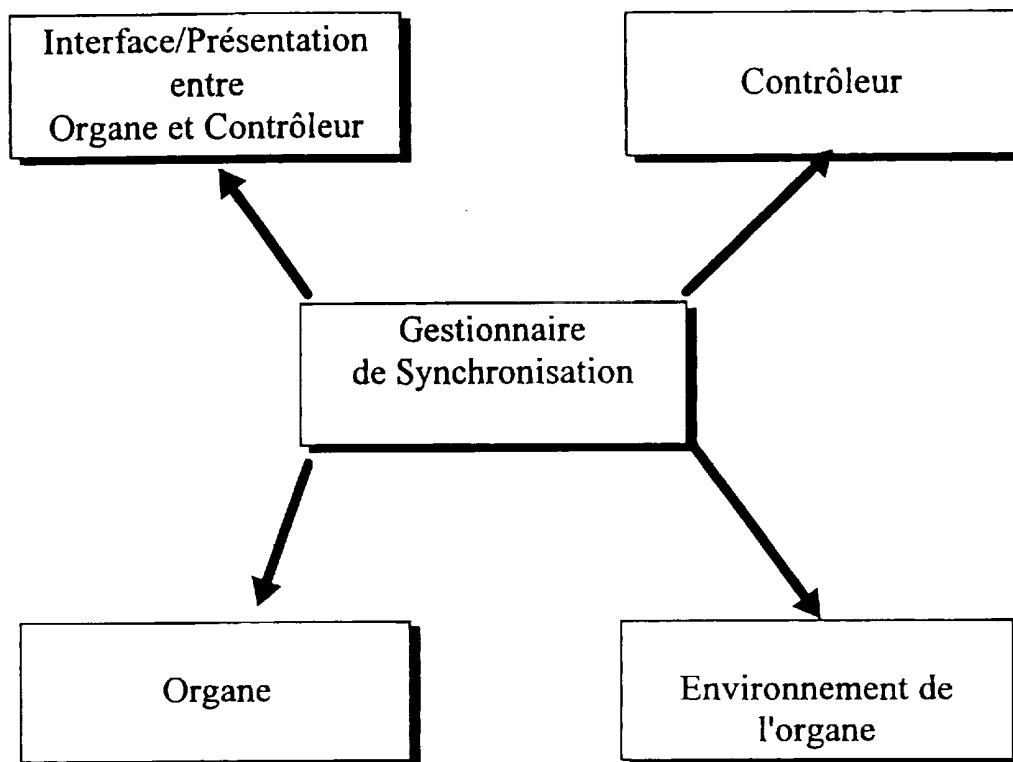 Interface/Présentation
entre
Organe et Contrôleur
Contrôleur
Gestionnaire
de Synchronisation
Organe
Environnement de
l'organe